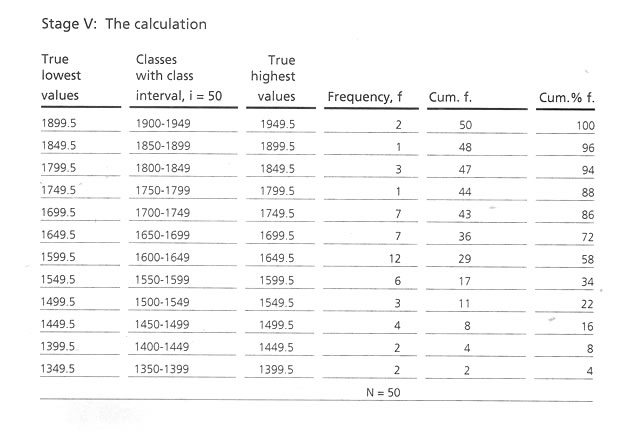 Stage V: The calculation
True Classes True
lowest with class highest
values interval, i = 50 values Frequency, f Cum. f. Cum.% f.
1899.5 1900-1949 1949.5 2 50 100
1849.5 1850-1899 1899.5 1 48 96
1799.5 1800-1849 1849.5 3 47 94
1749.5 1750-1799 1799.5 1 44 88
1699.5 1700-1749 1749.5 7 43 86
1649.5 1650-1699 1699.5 7 36 72
1599.5 1600-1649 1649.5 12 29 58
1549.5 1550-1599 1599.5 6 17 34
1499.5 1500-1549 1549.5 3 11 22
1449.5 1450-1499 1499.5 4 8 16
1399.5 1400-1449 1449.5 2 4 8
1349.5 1350-1399 1399.5 2 2 4
N = 50